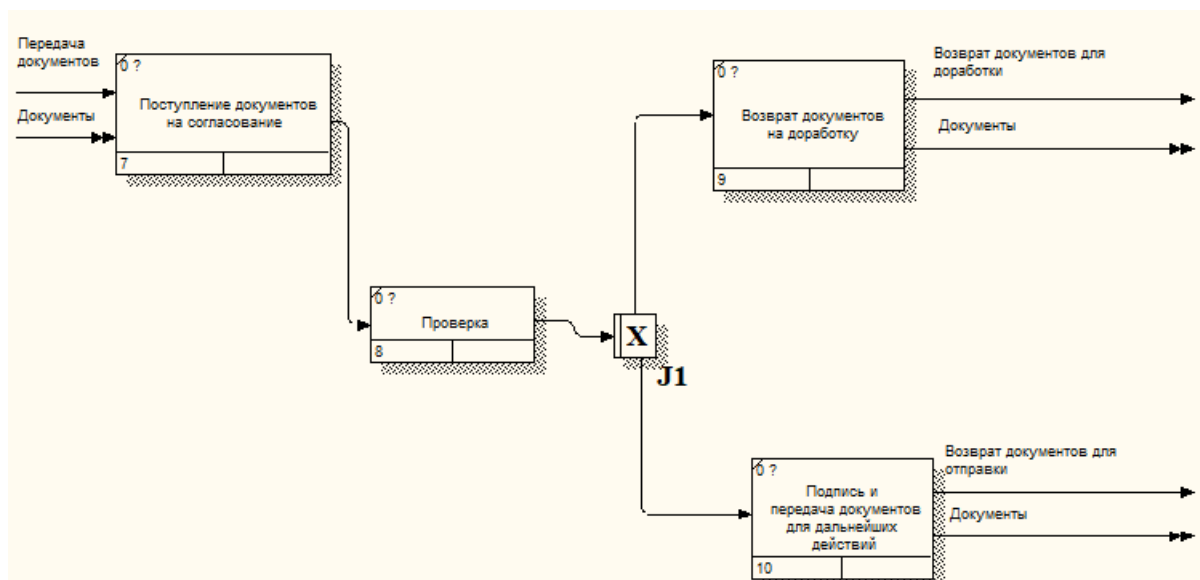 Передача
документов
Документы
0 ?
Поступление документов
на согласование
7
0 ?
Проверка
8
X
J1
0 ?
Возврат документов
на доработку
9
Возврат документов для
доработки
Документы
0 ?
Подпись и
передача документов
для дальнейших
действий
10
Возврат документов для
отправки
Документы